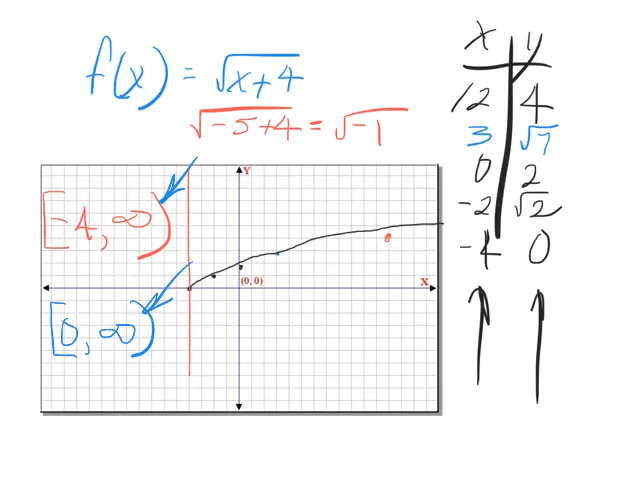 f(x) = √x+4
√-5+4 = √-1
x y
12 4
3 √7
0 2
-2 √2
-4 0
Y
[-4, ∞)
(0, 0)
X
[0, ∞)